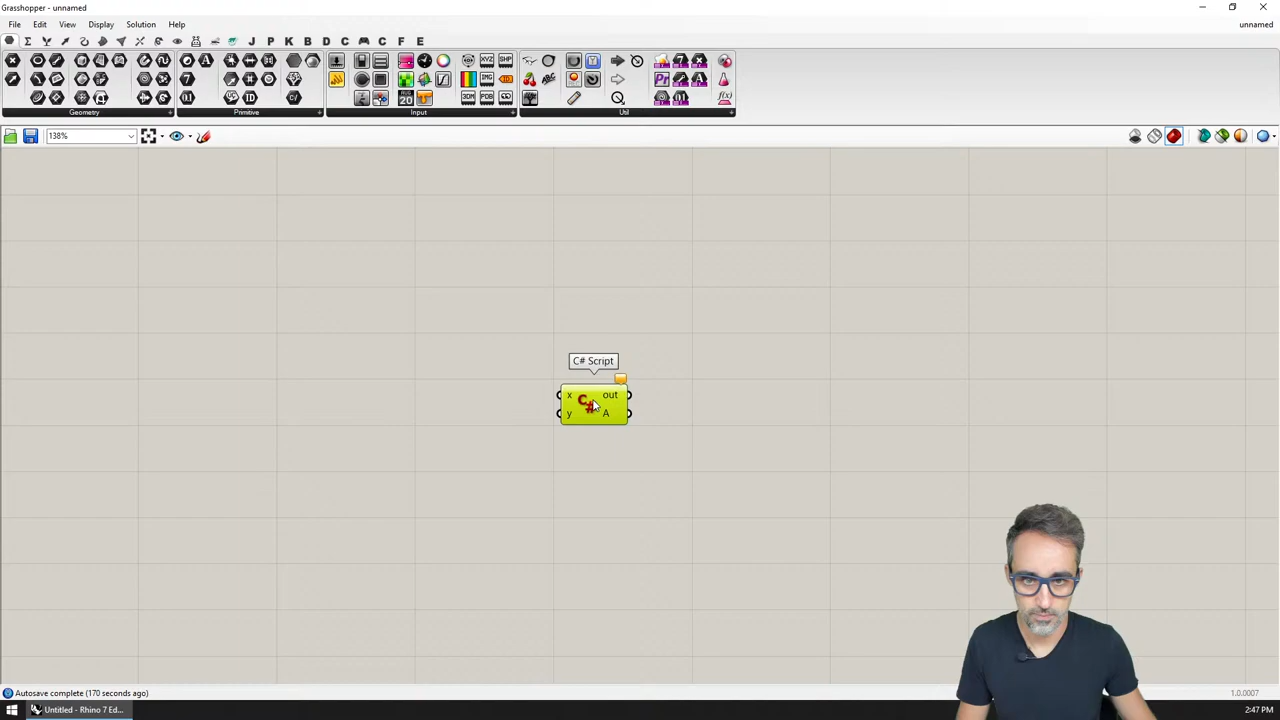 Grasshopper - unnamed
File Edit View Display Solution Help
unnamed
Σ J P K B D C C F E
Geometry
Primitive
Input
Util
138%
C# Script
x out
y A
C#
Autosave complete (170 seconds ago)
1.0.0007
Untitled - Rhino 7 Ed...
2:47 PM